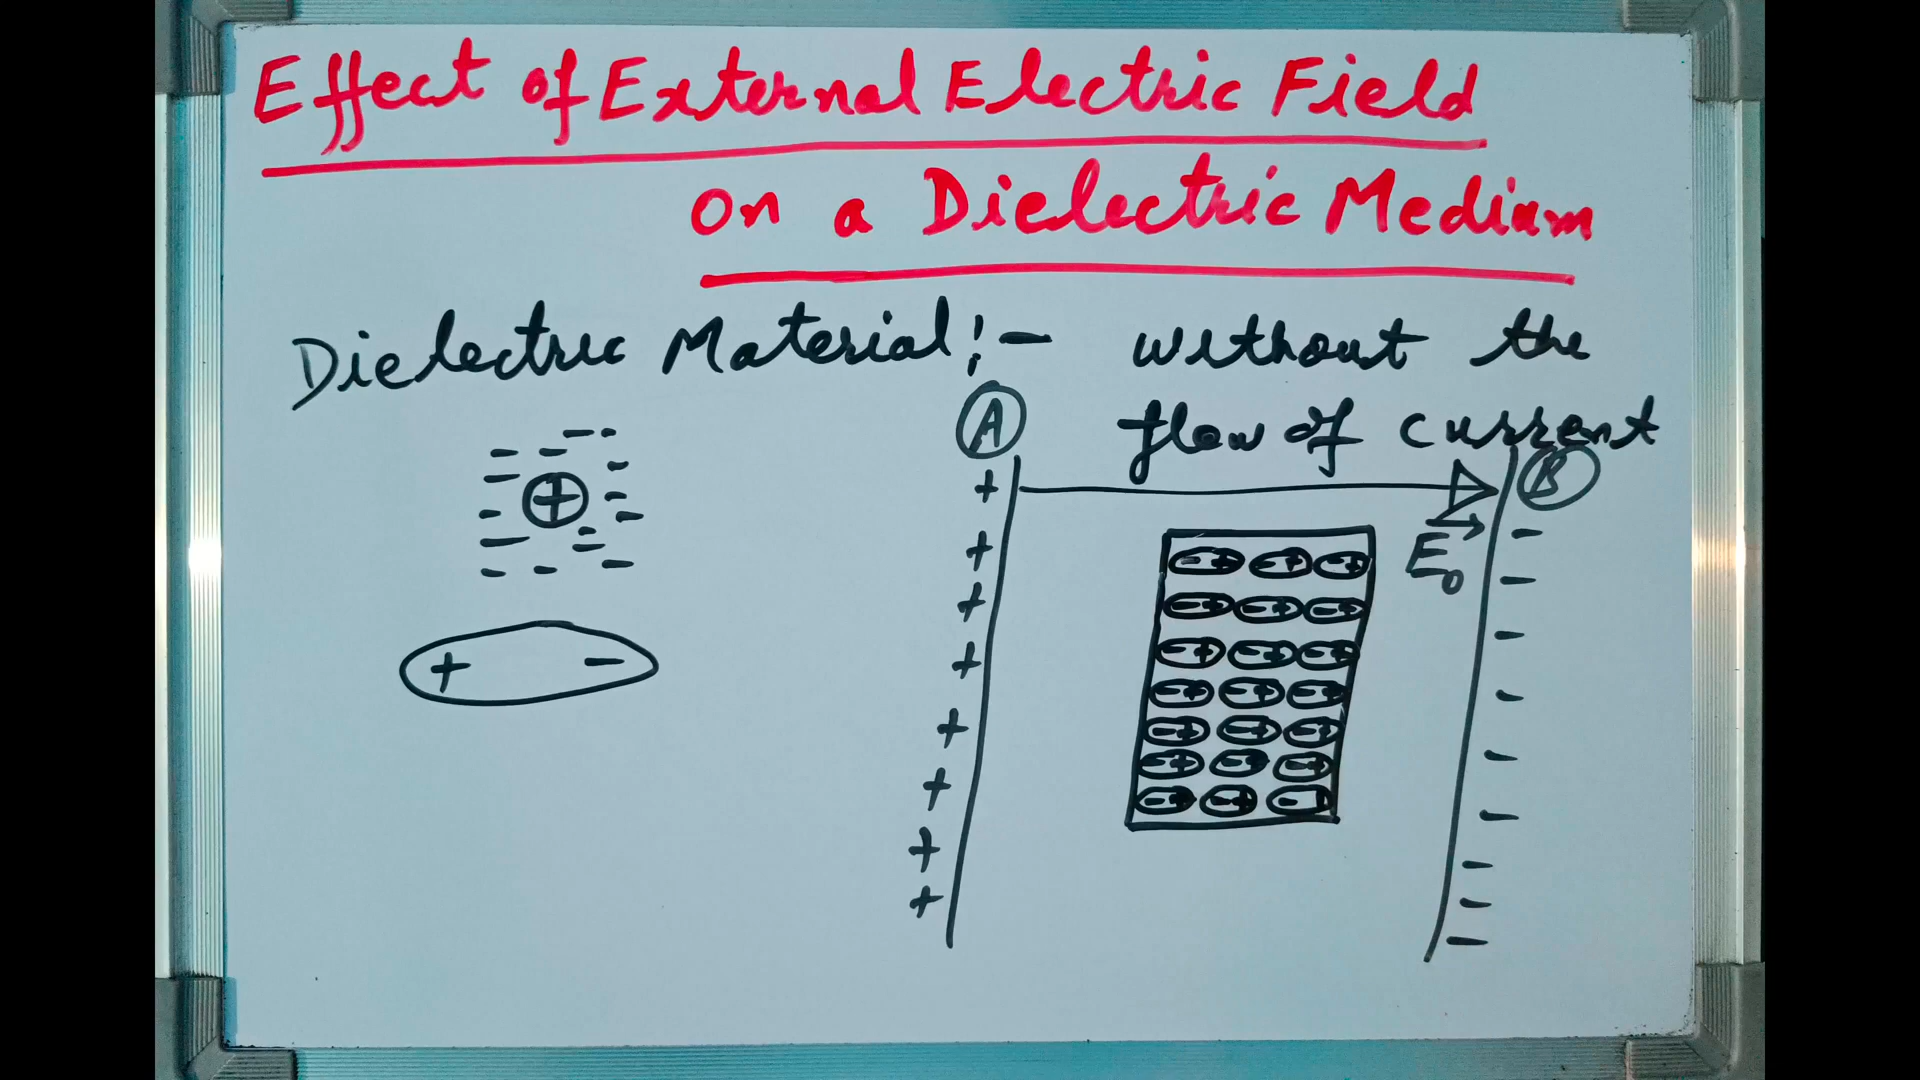 Effect of External Electric Field
on a Dielectric Medium
Dielectric Material:- without the
flow of current
A
B
+ -
E₀
+ -
+ -
+ -
+ -
+ -
+ -
+ -
-
+
- + - + - +
- + - + - +
- + - + - +
- + - + - +
- + - + - +
- + - + - +
- + - +